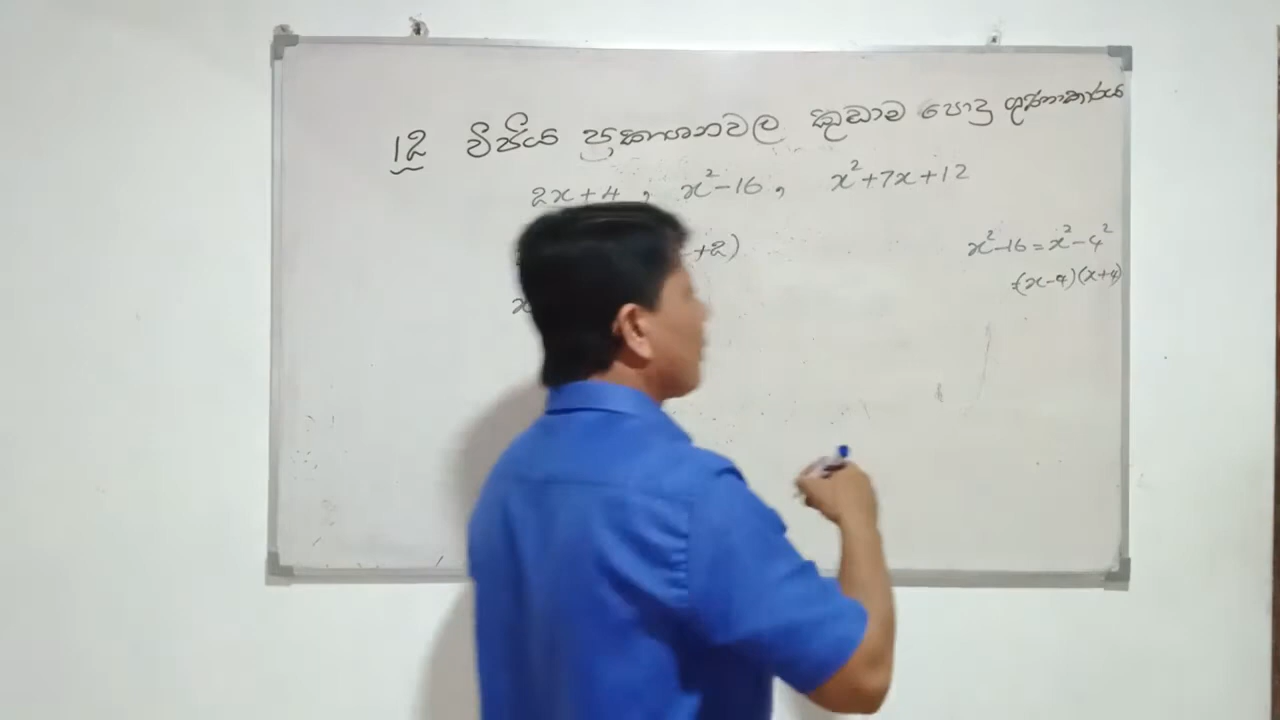 12 වීජීය ප්‍රකාශනවල කුඩාම පොදු ගුණාකාරය
2x + 4 , x² - 16 , x² + 7x + 12
+2)
x
x² - 16 = x² - 4²
=(x - 4)(x + 4)